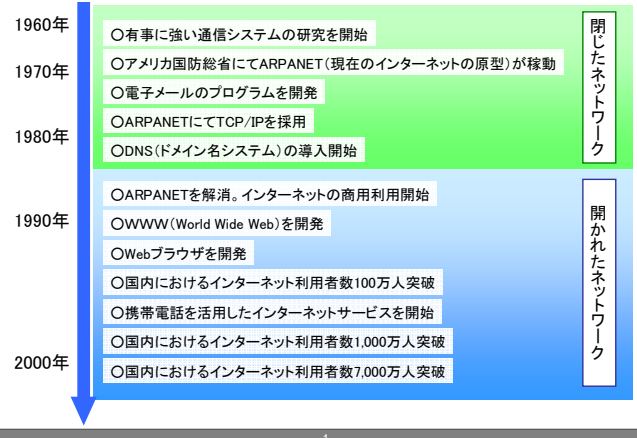 1960年
〇有事に強い通信システムの研究を開始
1970年
〇アメリカ国防総省にてARPANET(現在のインターネットの原型)が稼動
〇電子メールのプログラムを開発
〇ARPANETにてTCP/IPを採用
1980年
〇DNS(ドメイン名システム)の導入開始
閉じたネットワーク
〇ARPANETを解消。インターネットの商用利用開始
1990年
〇WWW(World Wide Web)を開発
〇Webブラウザを開発
〇国内におけるインターネット利用者数100万人突破
〇携帯電話を活用したインターネットサービスを開始
〇国内におけるインターネット利用者数1,000万人突破
2000年
〇国内におけるインターネット利用者数7,000万人突破
開かれたネットワーク